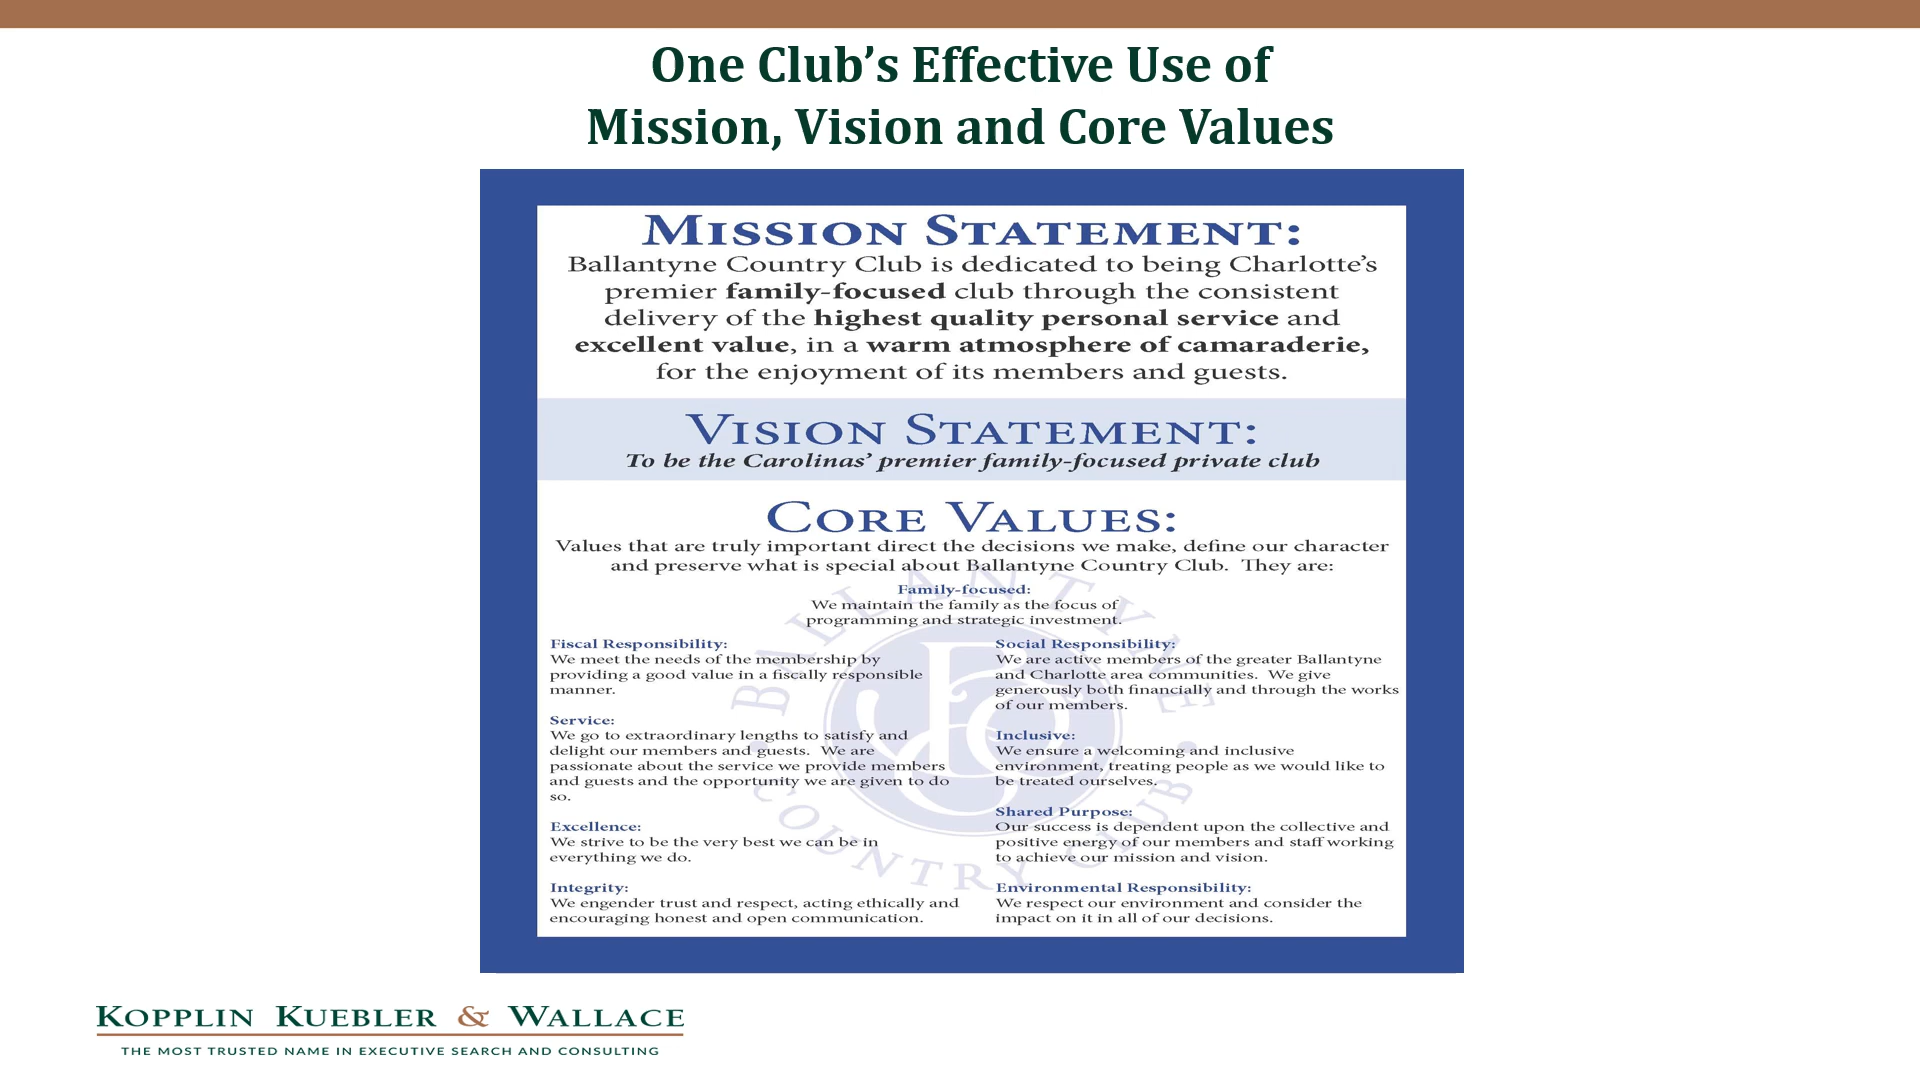 One Club’s Effective Use of
Mission, Vision and Core Values
Mission Statement:
Ballantyne Country Club is dedicated to being Charlotte’s
premier family-focused club through the consistent
delivery of the highest quality personal service and
excellent value, in a warm atmosphere of camaraderie,
for the enjoyment of its members and guests.
Vision Statement:
To be the Carolinas’ premier family-focused private club
Core Values:
Values that are truly important direct the decisions we make, define our character
and preserve what is special about Ballantyne Country Club.  They are:
Family-focused:
We maintain the family as the focus of
programming and strategic investment.
Fiscal Responsibility:
We meet the needs of the membership by
providing a good value in a fiscally responsible
manner.
Service:
We go to extraordinary lengths to satisfy and
delight our members and guests.  We are
passionate about the service we provide members
and guests and the opportunity we are given to do
so.
Excellence:
We strive to be the very best we can be in
everything we do.
Integrity:
We engender trust and respect, acting ethically and
encouraging honest and open communication.
Social Responsibility:
We are active members of the greater Ballantyne
and Charlotte area communities.  We give
generously both financially and through the works
of our members.
Inclusive:
We ensure a welcoming and inclusive
environment, treating people as we would like to
be treated ourselves.
Shared Purpose:
Our success is dependent upon the collective and
positive energy of our members and staff working
to achieve our mission and vision.
Environmental Responsibility:
We respect our environment and consider the
impact on it in all of our decisions.
BALLANTYNE
COUNTRY CLUB
Kopplin Kuebler & Wallace
THE MOST TRUSTED NAME IN EXECUTIVE SEARCH AND CONSULTING